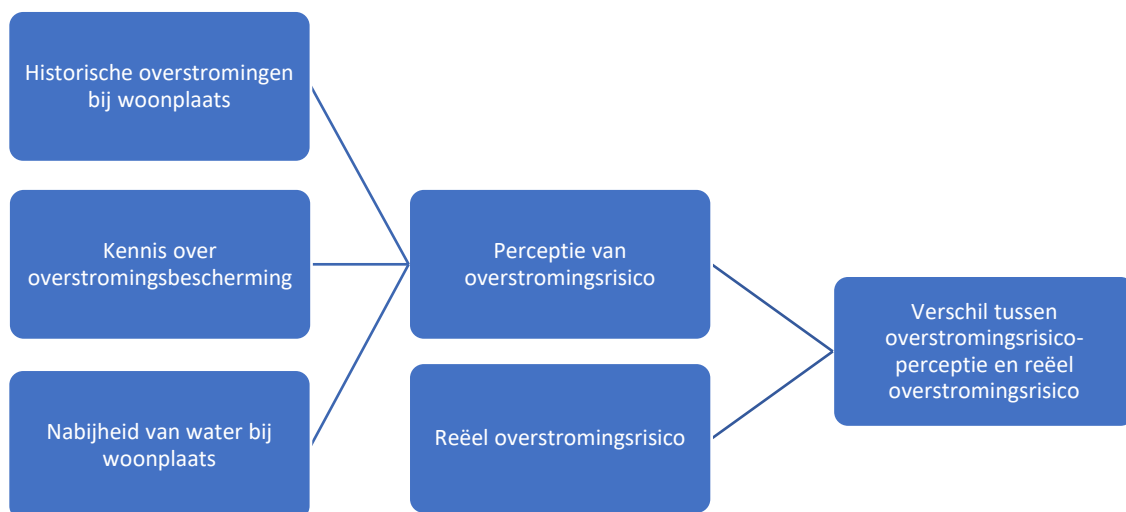 Historische overstromingen
bij woonplaats
Kennis over
overstromingsbescherming
Nabijheid van water bij
woonplaats
Perceptie van
overstromingsrisico
Reëel overstromingsrisico
Verschil tussen
overstromingsrisico-
perceptie en reëel
overstromingsrisico